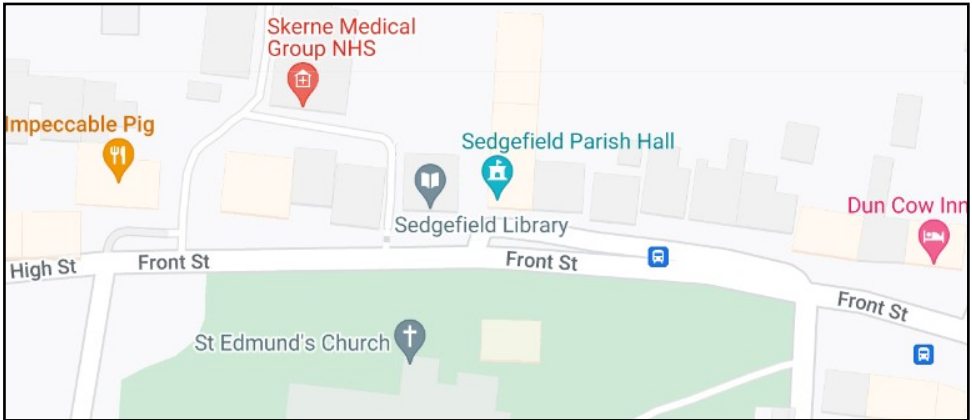 Skerne Medical
Group NHS
Impeccable Pig
Sedgefield Parish Hall
Dun Cow Inn
Sedgefield Library
High St
Front St
Front St
Front St
St Edmund's Church